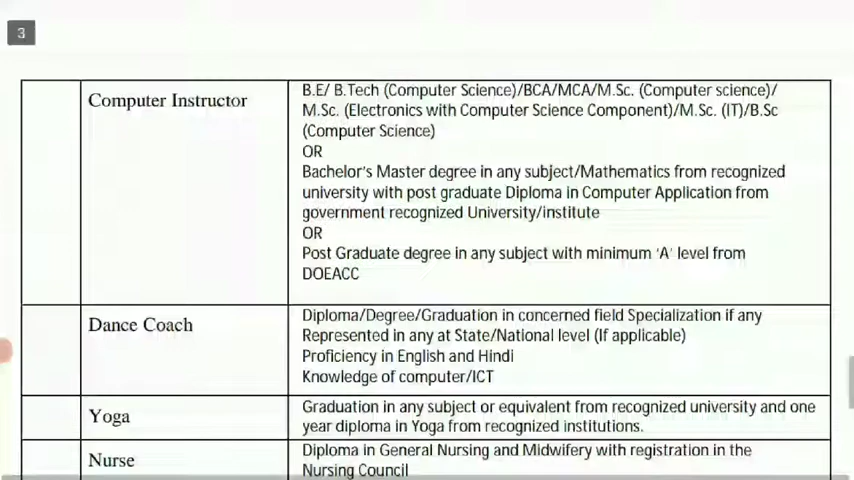 3
Computer Instructor
B.E/ B.Tech (Computer Science)/BCA/MCA/M.Sc. (Computer science)/
M.Sc. (Electronics with Computer Science Component)/M.Sc. (IT)/B.Sc
(Computer Science)
OR
Bachelor's Master degree in any subject/Mathematics from recognized
university with post graduate Diploma in Computer Application from
government recognized University/institute
OR
Post Graduate degree in any subject with minimum 'A' level from
DOEACC
Dance Coach
Diploma/Degree/Graduation in concerned field Specialization if any
Represented in any at State/National level (If applicable)
Proficiency in English and Hindi
Knowledge of computer/ICT
Yoga
Graduation in any subject or equivalent from recognized university and one
year diploma in Yoga from recognized institutions.
Nurse
Diploma in General Nursing and Midwifery with registration in the
Nursing Council